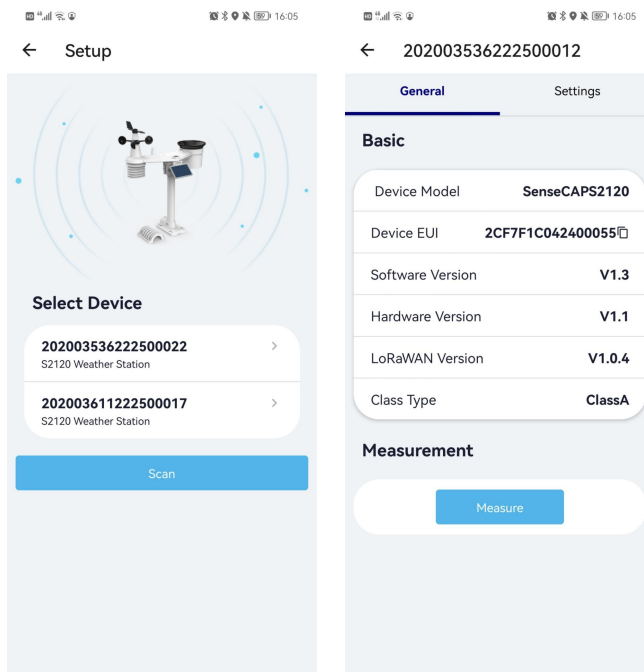 16:05
Setup
Select Device
202003536222500022
S2120 Weather Station
202003611222500017
S2120 Weather Station
Scan
16:05
202003536222500012
General Settings
Basic
Device Model SenseCAPS2120
Device EUI 2CF7F1C042400055
Software Version V1.3
Hardware Version V1.1
LoRaWAN Version V1.0.4
Class Type ClassA
Measurement
Measure